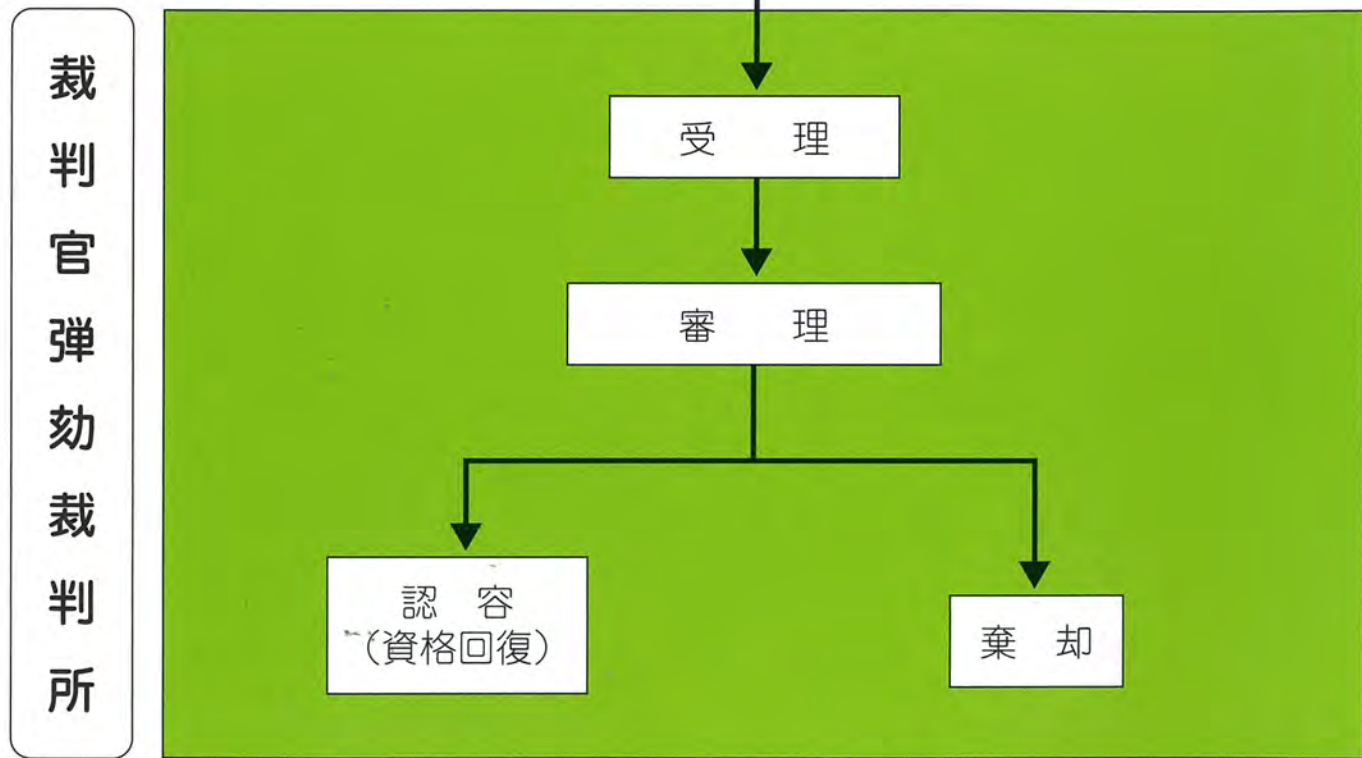 裁判官弾劾裁判所
受　理
審　理
認　容
（資格回復）
棄　却